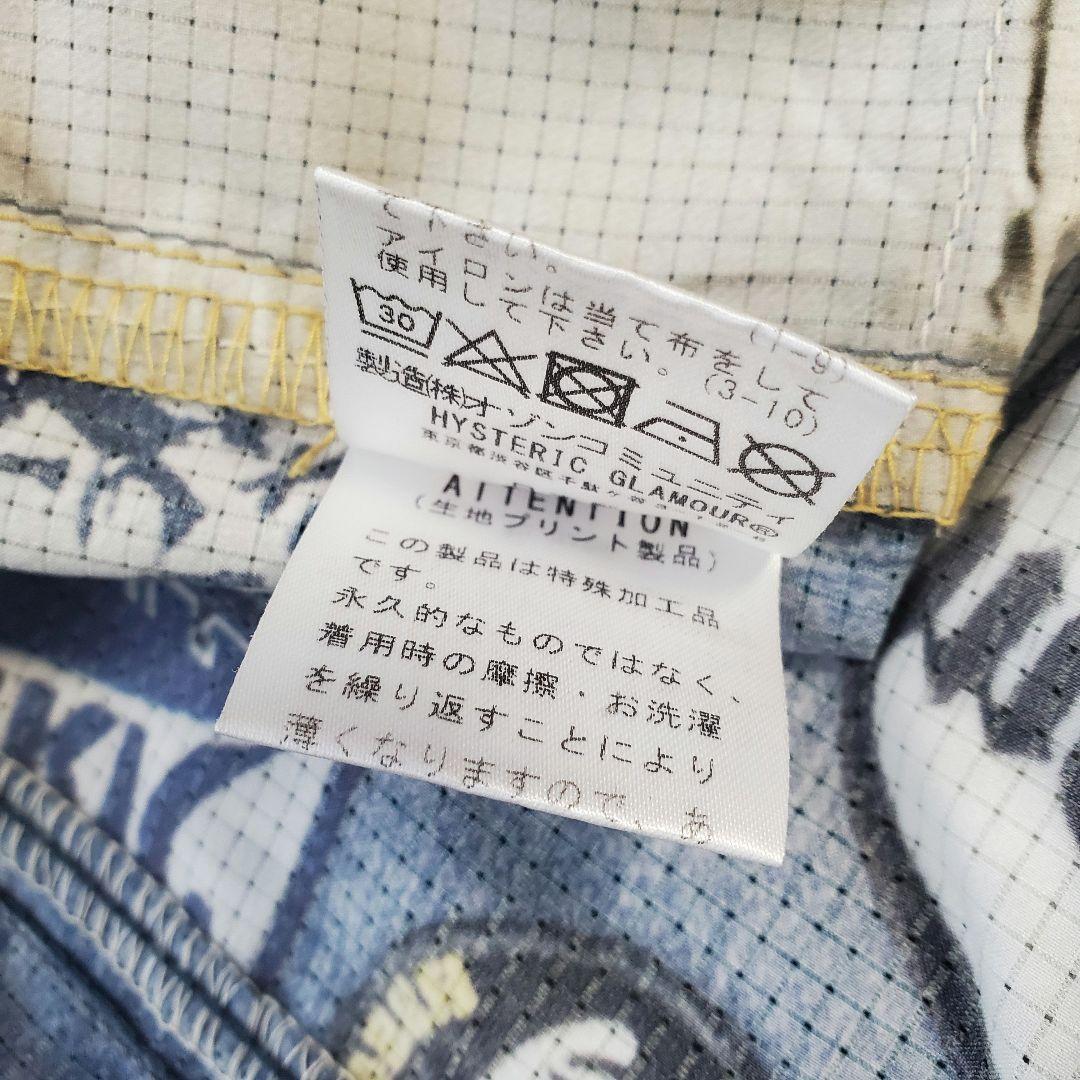 て下さい。 (1-g)
アイロンは当て布をして
使用して下さい。(3-10)
30
製造(株)オゾンコミュニティ
HYSTERIC GLAMOUR®
ATTENTION
(生地プリント製品)
この製品は特殊加工品
です。
永久的なものではなく、
着用時の摩擦・お洗濯
を繰り返すことにより
薄くなりますので、あ